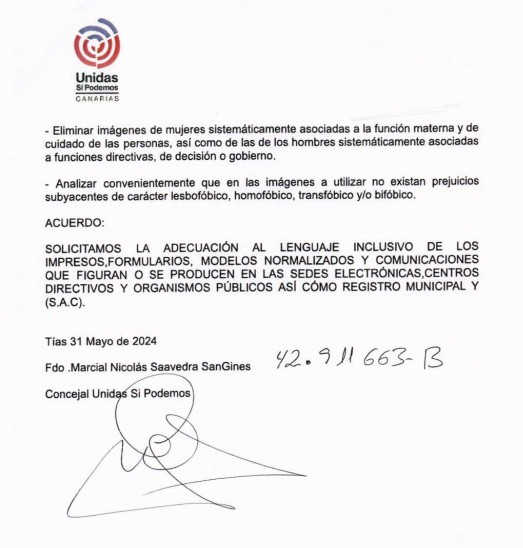 Unidas
Sí Podemos
CANARIAS
- Eliminar imágenes de mujeres sistemáticamente asociadas a la función materna y de
cuidado de las personas, así como de las de los hombres sistemáticamente asociadas
a funciones directivas, de decisión o gobierno.
- Analizar convenientemente que en las imágenes a utilizar no existan prejuicios
subyacentes de carácter lesbofóbico, homofóbico, transfóbico y/o bifóbico.
ACUERDO:
SOLICITAMOS LA ADECUACIÓN AL LENGUAJE INCLUSIVO DE LOS
IMPRESOS,FORMULARIOS, MODELOS NORMALIZADOS Y COMUNICACIONES
QUE FIGURAN O SE PRODUCEN EN LAS SEDES ELECTRÓNICAS,CENTROS
DIRECTIVOS Y ORGANISMOS PÚBLICOS ASÍ CÓMO REGISTRO MUNICIPAL Y
(S.A.C).
Tías 31 Mayo de 2024
Fdo .Marcial Nicolás Saavedra SanGines 42.911663-B
Concejal Unidas Si Podemos